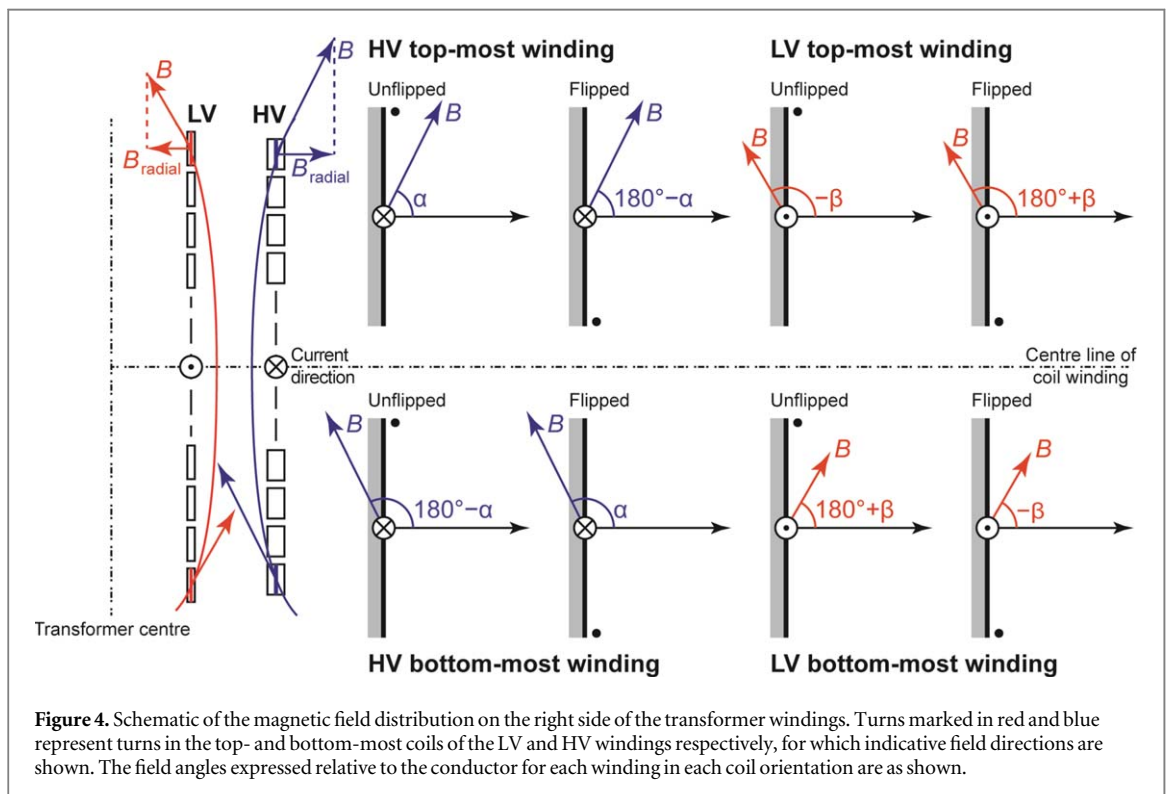 HV top-most winding
LV top-most winding
B
B
LV
HV
B radial
B radial
Unflipped
B
α
Flipped
B
180°−α
Unflipped
B
−β
Flipped
B
180°+β
Current
direction
Centre line of
coil winding
Unflipped
B
180°−α
Flipped
B
α
Unflipped
B
180°+β
Flipped
B
−β
Transformer centre
HV bottom-most winding
LV bottom-most winding
Figure 4. Schematic of the magnetic field distribution on the right side of the transformer windings. Turns marked in red and blue
represent turns in the top- and bottom-most coils of the LV and HV windings respectively, for which indicative field directions are
shown. The field angles expressed relative to the conductor for each winding in each coil orientation are as shown.